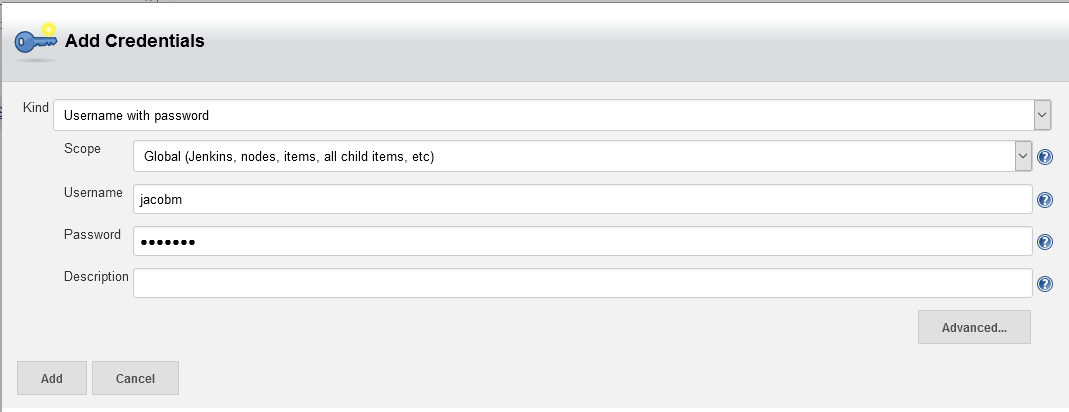 Add Credentials
Kind
Username with password
Scope
Global (Jenkins, nodes, items, all child items, etc)
Username
jacobm
Password
•••••••
Description
Advanced...
Add
Cancel